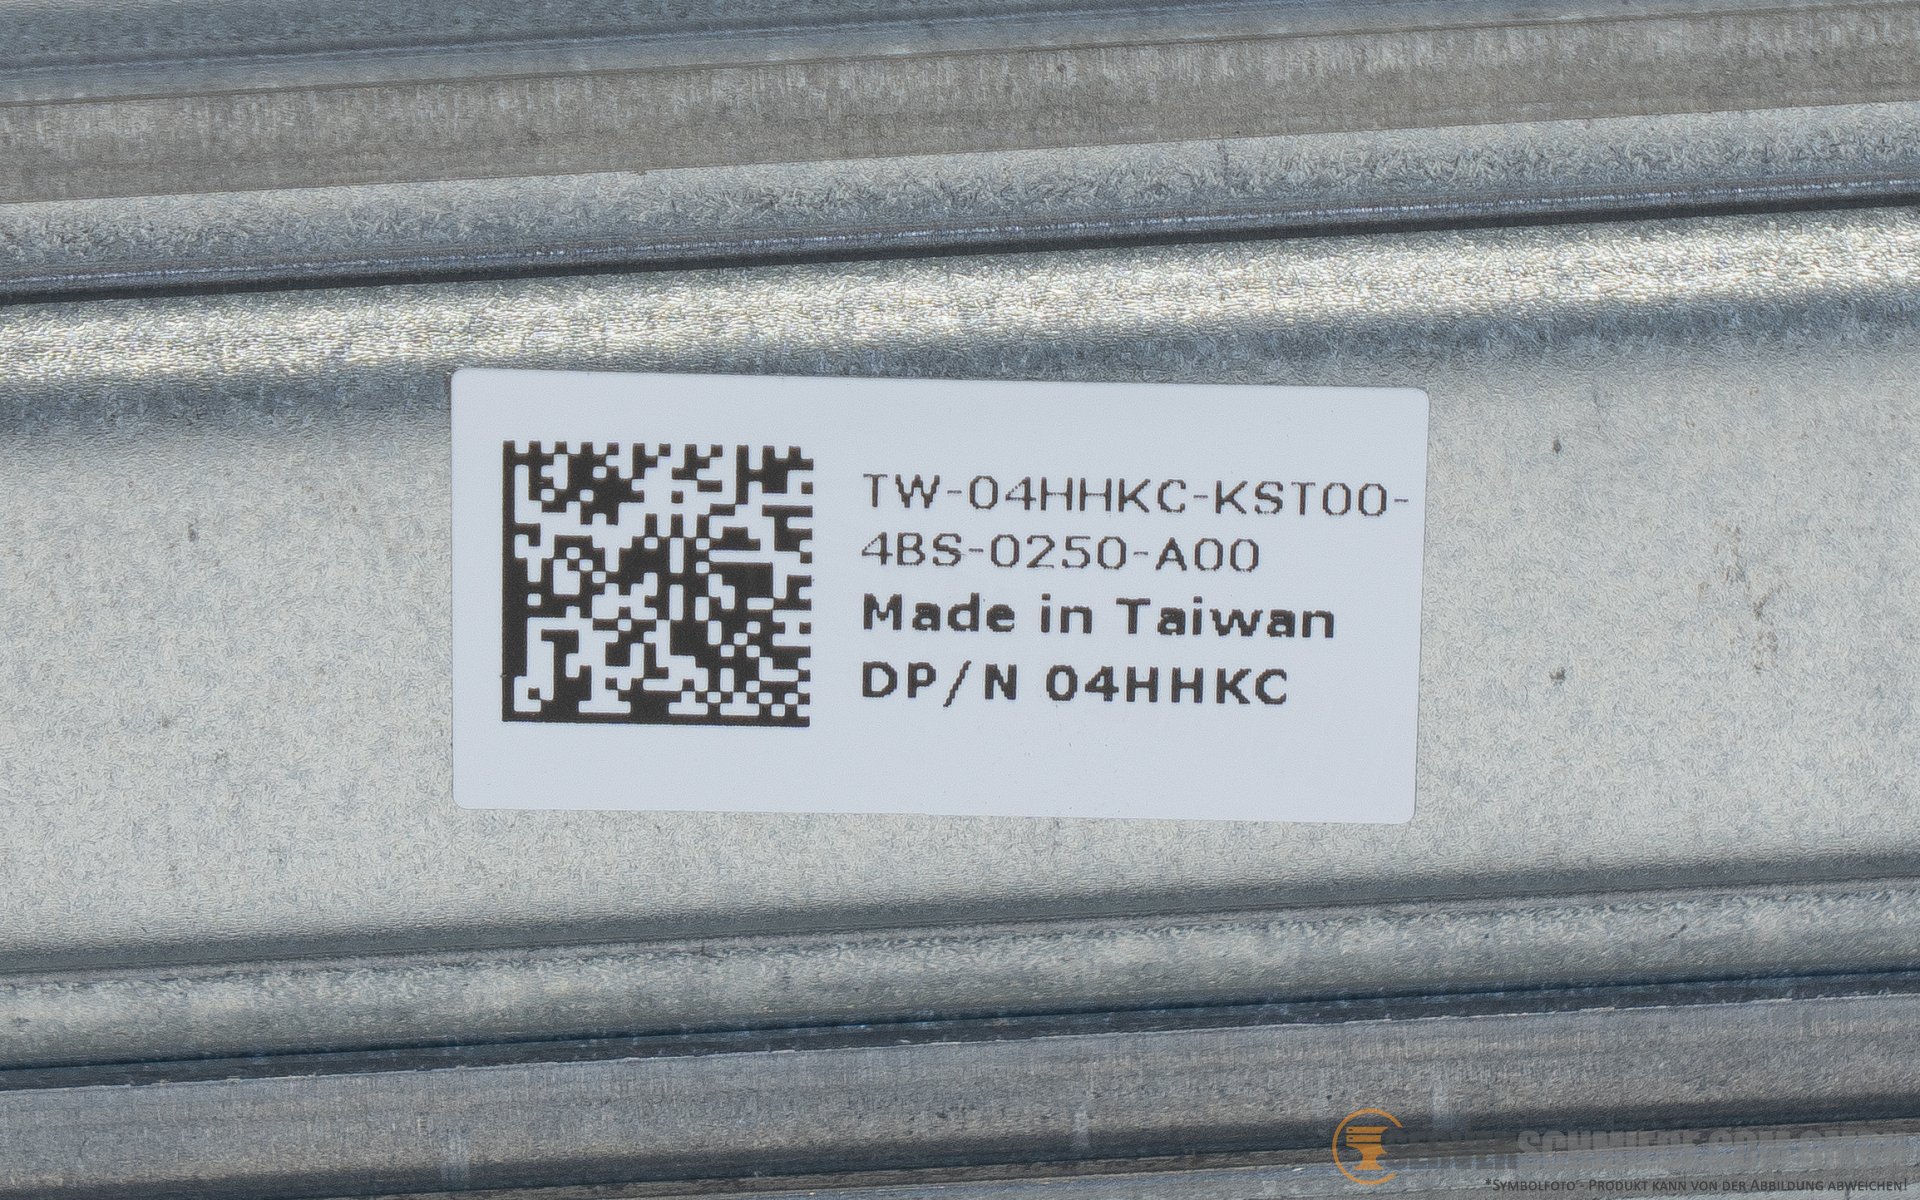 TW-04HHKC-KST00-
4BS-0250-A00
Made in Taiwan
DP/N 04HHKC
*Symbolfoto - Produkt kann von der Abbildung abweichen!